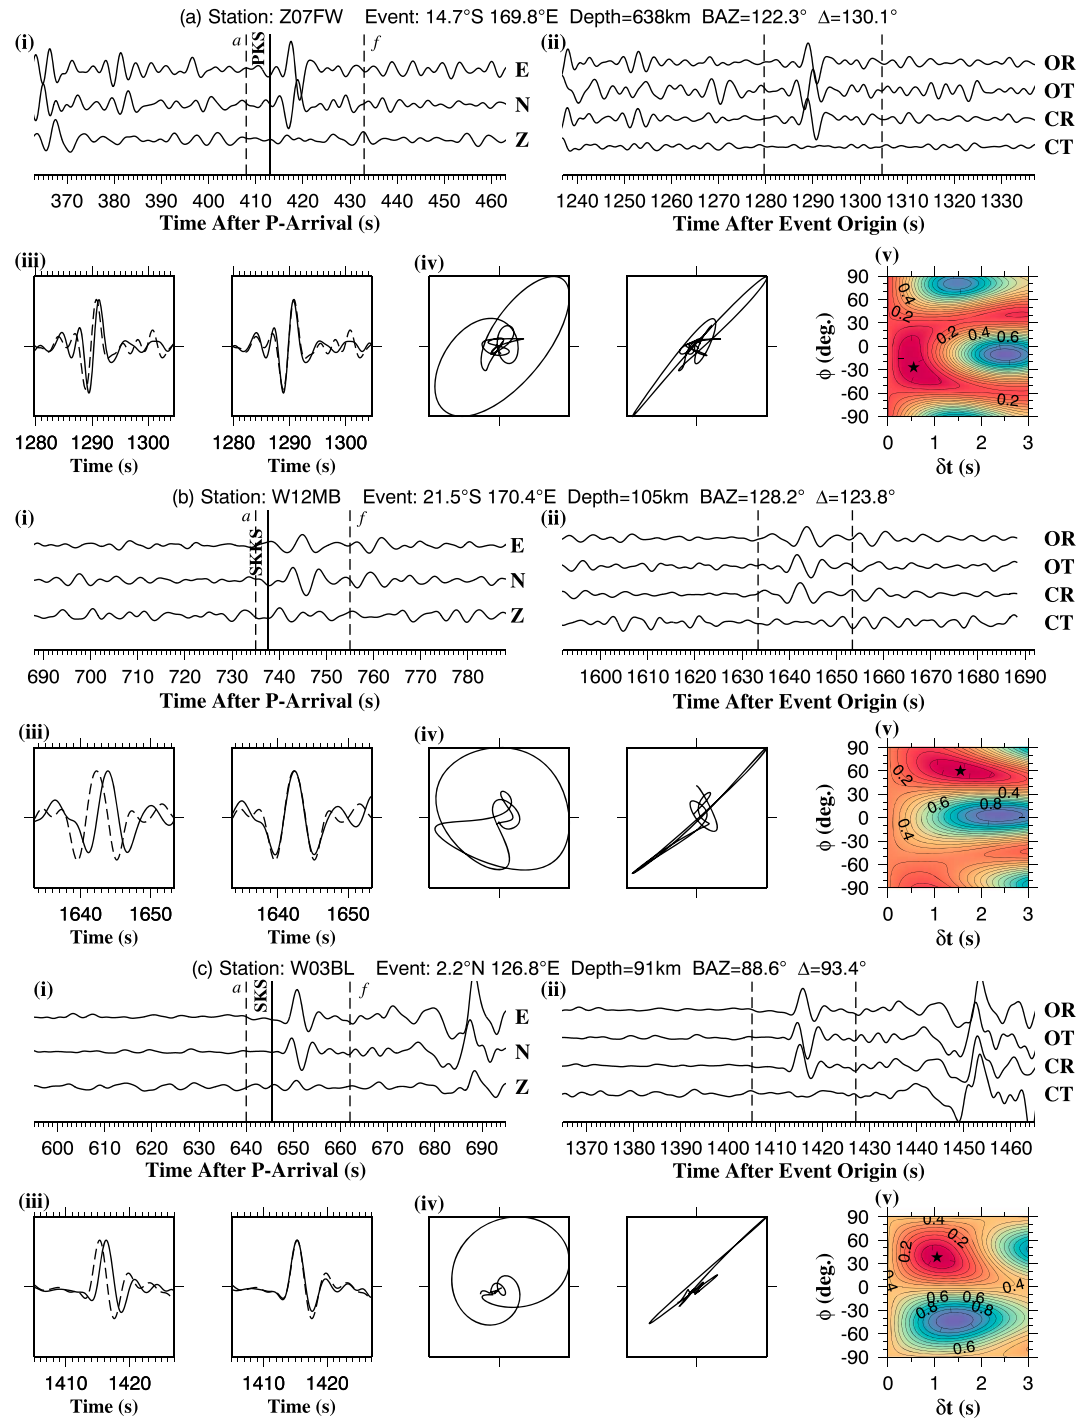 (a) Station: Z07FW Event: 14.7°S 169.8°E Depth=638km BAZ=122.3° Δ=130.1°
(i) a PKS f (ii)
E OR
N OT
Z CR
CT
370 380 390 400 410 420 430 440 450 460 1240 1250 1260 1270 1280 1290 1300 1310 1320 1330
Time After P-Arrival (s) Time After Event Origin (s)
(iii) (iv) (v)
90
60
30
0
-30
-60
-90
ϕ (deg.)
0.4 0.2 0.2 0.4 0.6 0.2
1280 1290 1300 1280 1290 1300 0 1 2 3
Time (s) Time (s) δt (s)
(b) Station: W12MB Event: 21.5°S 170.4°E Depth=105km BAZ=128.2° Δ=123.8°
(i) a SKKS f (ii)
E OR
N OT
Z CR
CT
690 700 710 720 730 740 750 760 770 780 1600 1610 1620 1630 1640 1650 1660 1670 1680 1690
Time After P-Arrival (s) Time After Event Origin (s)
(iii) (iv) (v)
90
60
30
0
-30
-60
-90
ϕ (deg.)
0.2 0.4 0.6 0.8 0.4
1640 1650 1640 1650 0 1 2 3
Time (s) Time (s) δt (s)
(c) Station: W03BL Event: 2.2°N 126.8°E Depth=91km BAZ=88.6° Δ=93.4°
(i) a SKS f (ii)
E OR
N OT
Z CR
CT
600 610 620 630 640 650 660 670 680 690 1370 1380 1390 1400 1410 1420 1430 1440 1450 1460
Time After P-Arrival (s) Time After Event Origin (s)
(iii) (iv) (v)
90
60
30
0
-30
-60
-90
ϕ (deg.)
0.4 0.2 0.2 0.4 0.4 0.6 0.6 0.8 0.8 0.6
1410 1420 1410 1420 0 1 2 3
Time (s) Time (s) δt (s)